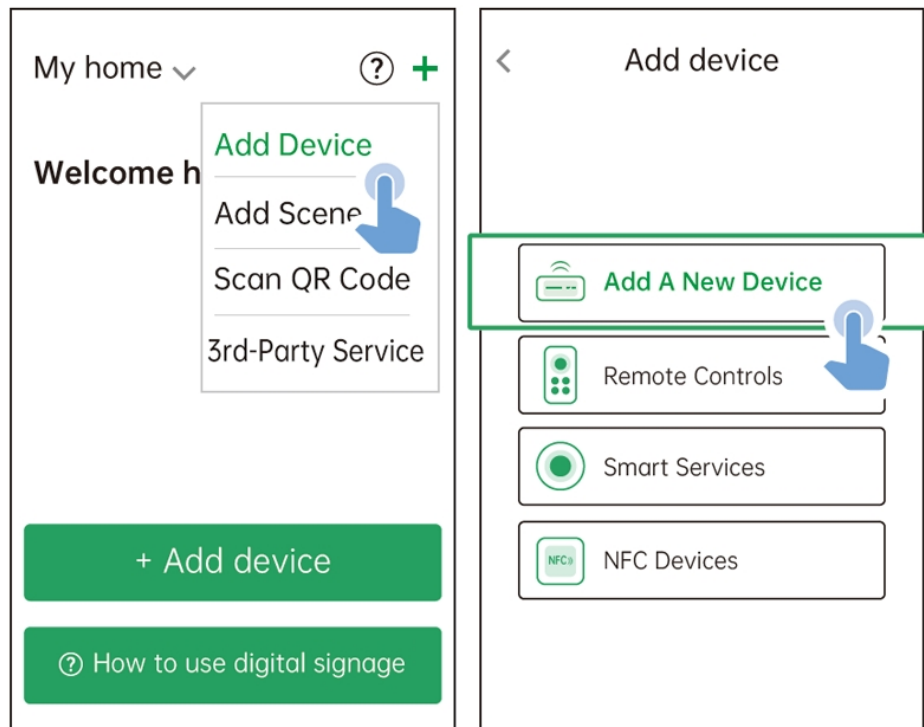 My home
?
+
Add Device
Welcome h
Add Scene
Scan QR Code
3rd-Party Service
+ Add device
? How to use digital signage
<
Add device
Add A New Device
Remote Controls
Smart Services
NFC
NFC Devices